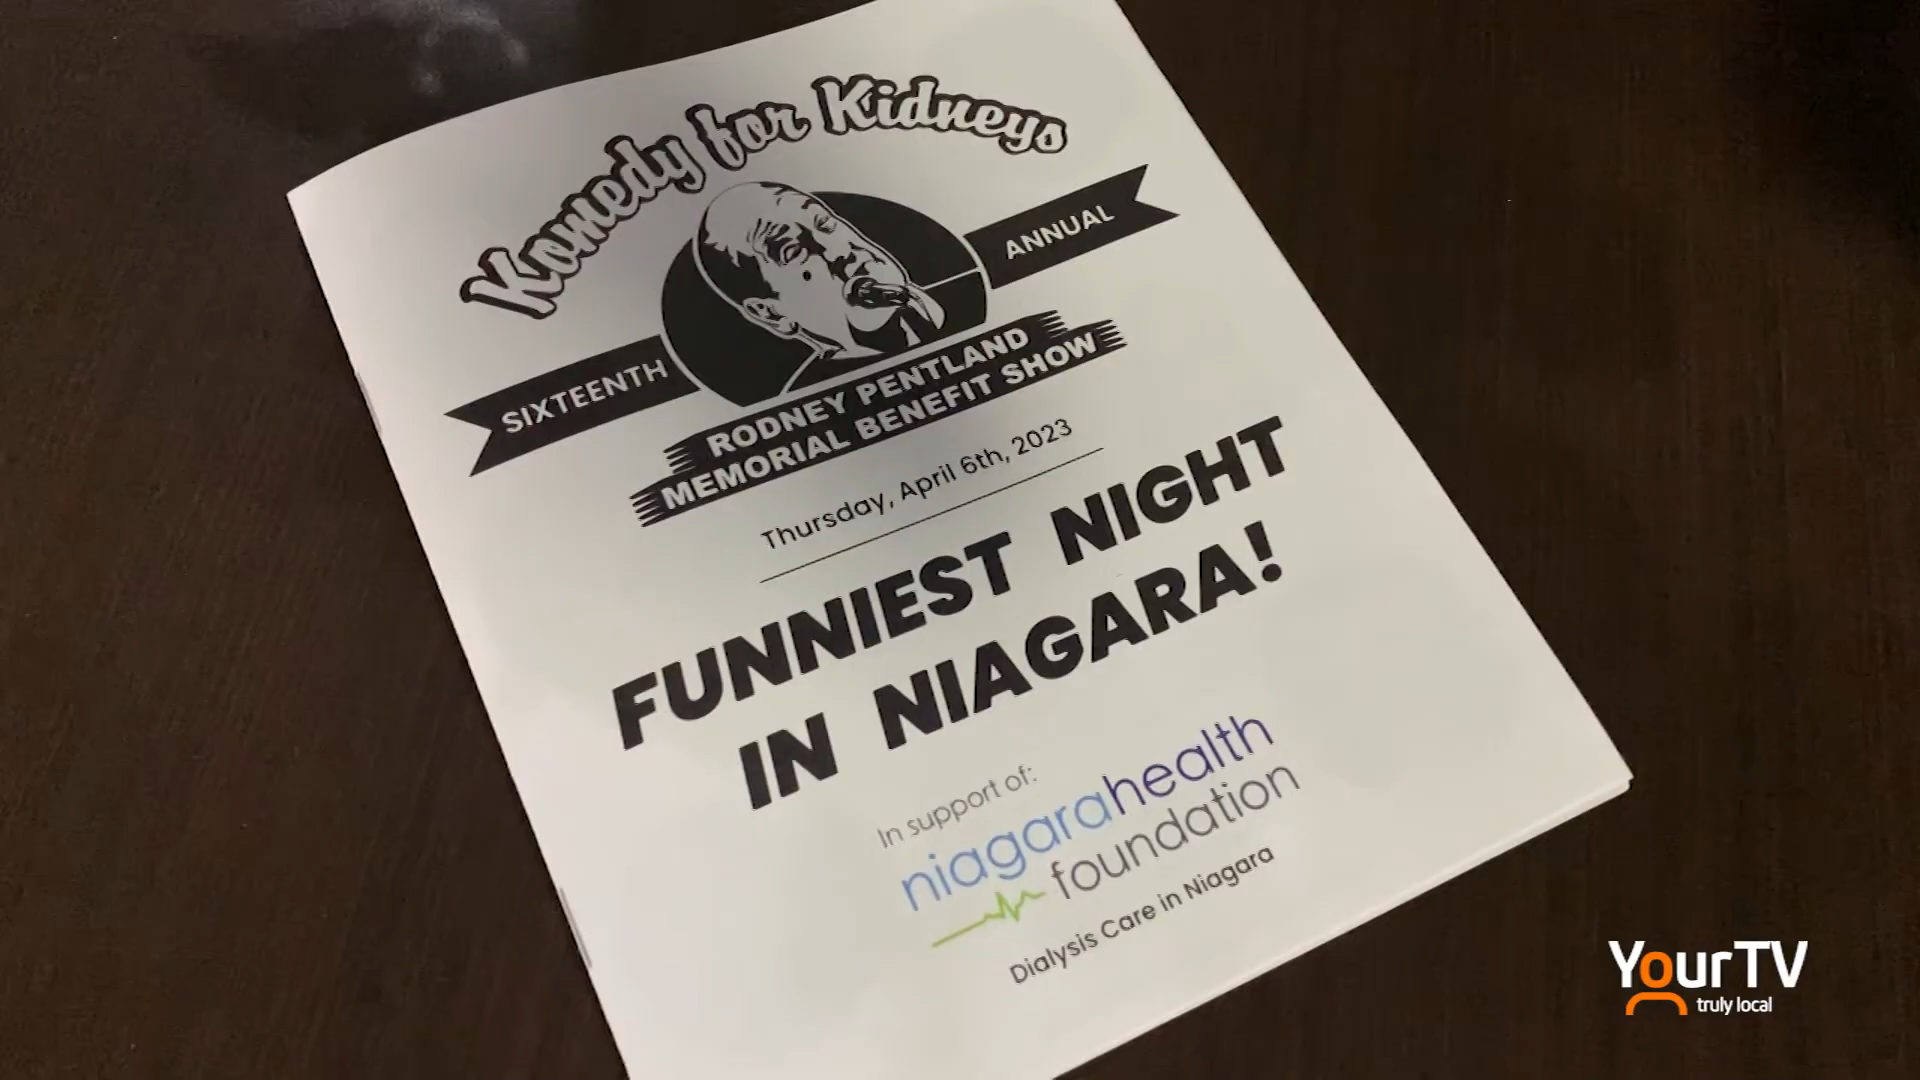 Komedy for Kidneys
SIXTEENTH
ANNUAL
RODNEY PENTLAND
MEMORIAL BENEFIT SHOW
Thursday, April 6th, 2023
FUNNIEST NIGHT
IN NIAGARA!
In support of:
niagarahealth
foundation
Dialysis Care in Niagara
YourTV
truly local